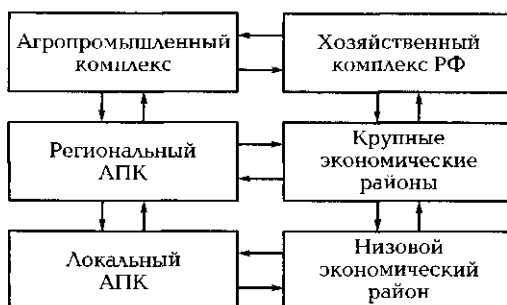 Агропромышленный
комплекс
Хозяйственный
комплекс РФ
Региональный
АПК
Крупные
экономические
районы
Локальный
АПК
Низовой
экономический
район